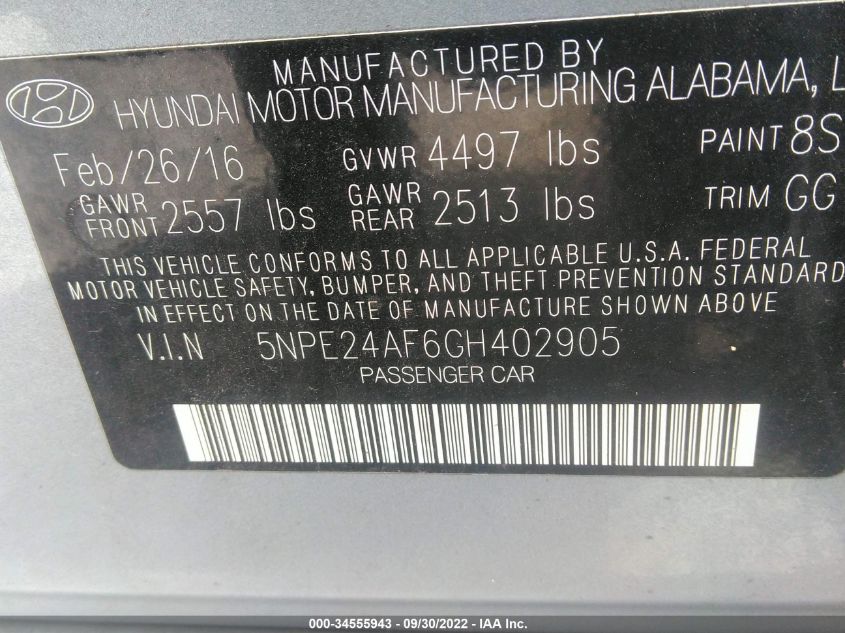 MANUFACTURED BY
HYUNDAI MOTOR MANUFACTURING ALABAMA, L
Feb/26/16 GVWR 4497 lbs PAINT 8S
GAWR FRONT 2557 lbs GAWR REAR 2513 lbs TRIM GG
THIS VEHICLE CONFORMS TO ALL APPLICABLE U.S.A. FEDERAL
MOTOR VEHICLE SAFETY, BUMPER, AND THEFT PREVENTION STANDARD
IN EFFECT ON THE DATE OF MANUFACTURE SHOWN ABOVE
V.I.N 5NPE24AF6GH402905
PASSENGER CAR
000-34555943 - 09/30/2022 - IAA Inc.